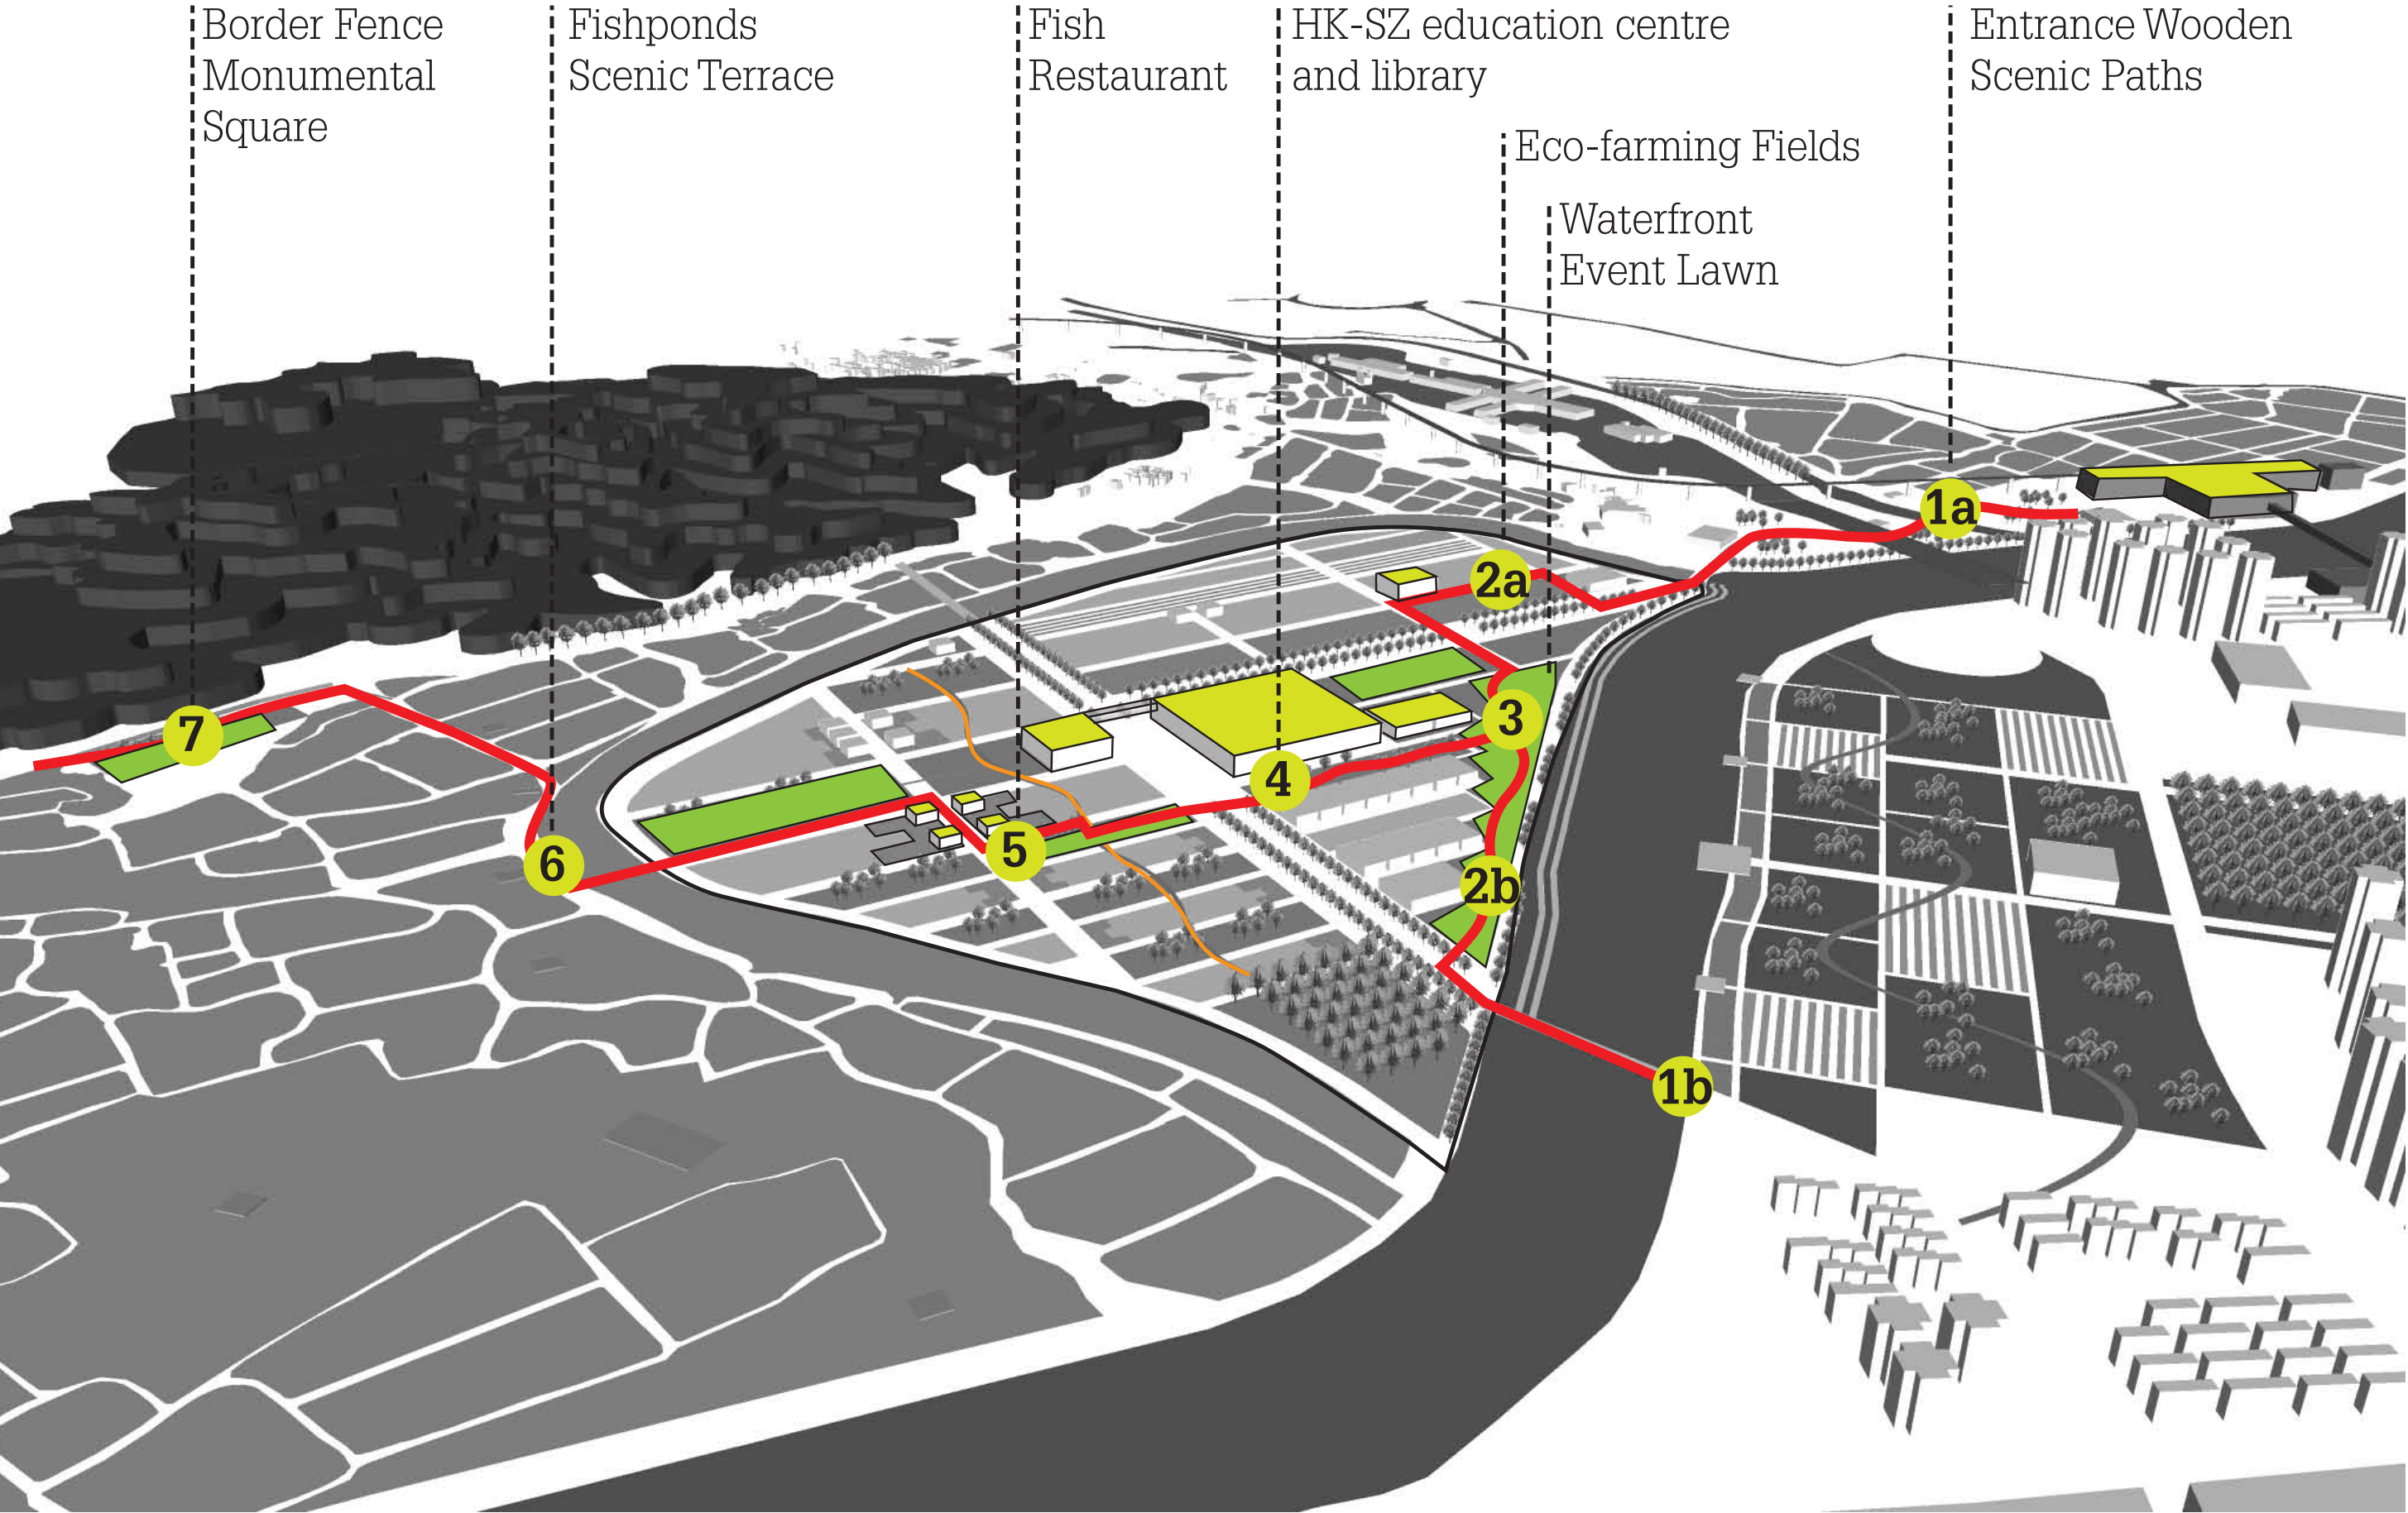 Border Fence
Monumental
Square
Fishponds
Scenic Terrace
Fish
Restaurant
HK-SZ education centre
and library
Entrance Wooden
Scenic Paths
Eco-farming Fields
Waterfront
Event Lawn
1a
2a
7
3
4
5
6
2b
1b